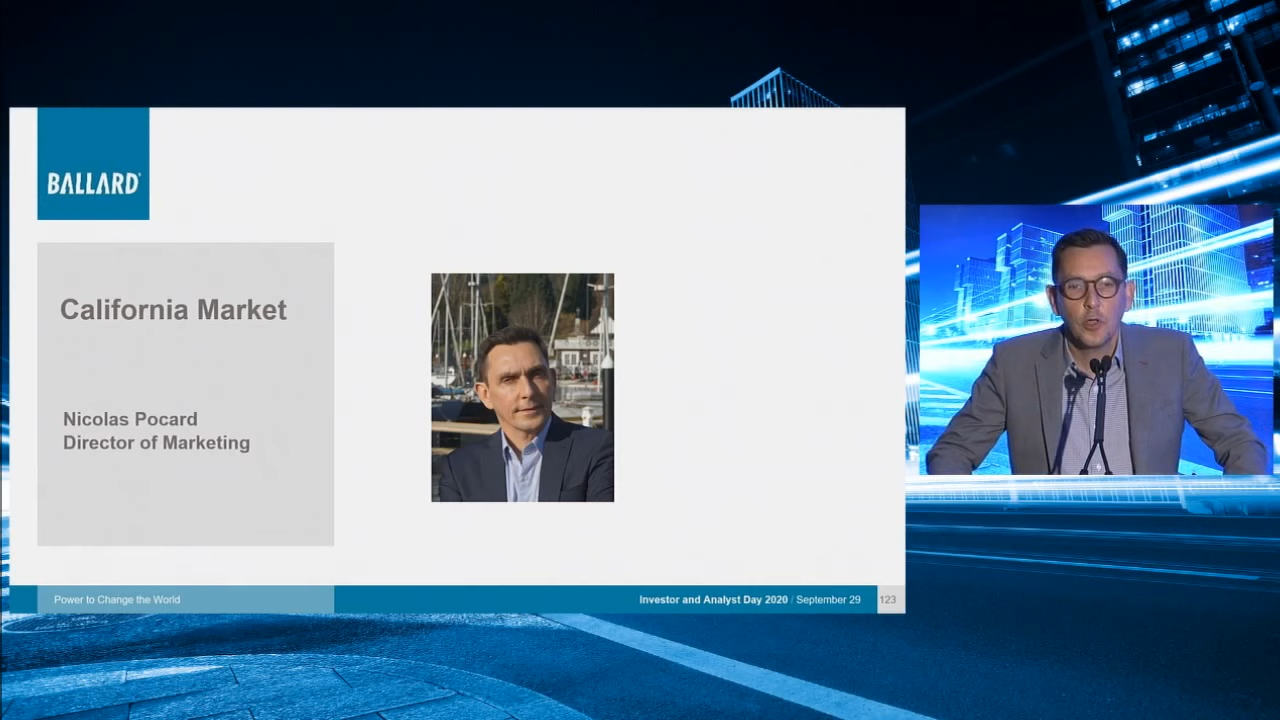 BALLARD
California Market
Nicolas Pocard
Director of Marketing
Power to Change the World
Investor and Analyst Day 2020 / September 29
123